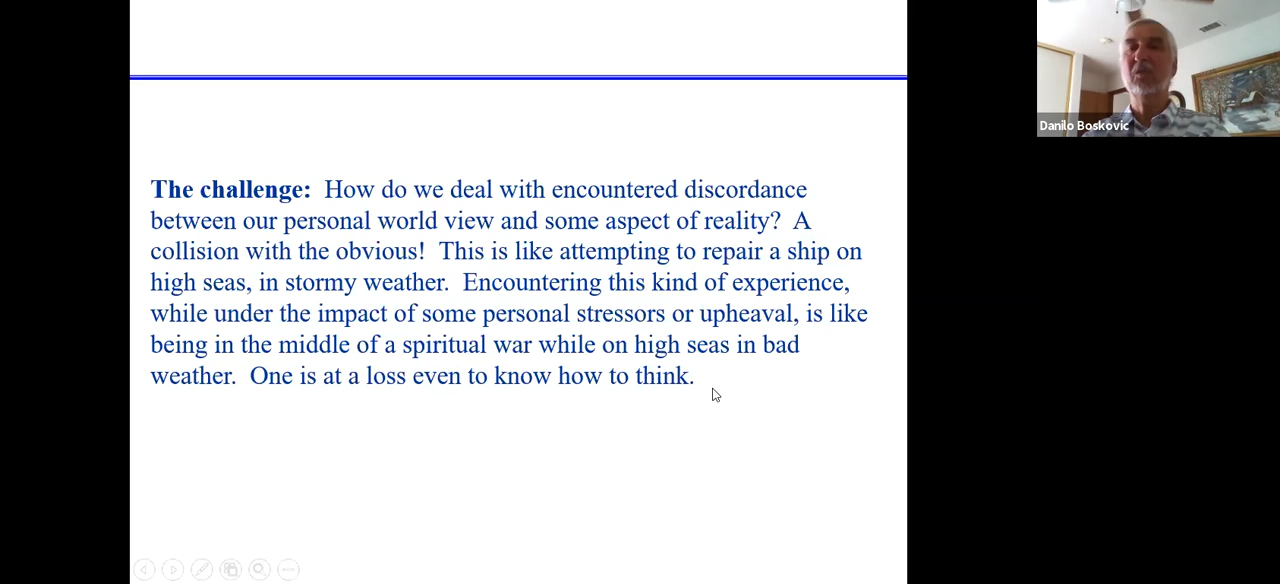 The challenge:  How do we deal with encountered discordance
between our personal world view and some aspect of reality?  A
collision with the obvious!  This is like attempting to repair a ship on
high seas, in stormy weather.  Encountering this kind of experience,
while under the impact of some personal stressors or upheaval, is like
being in the middle of a spiritual war while on high seas in bad
weather.  One is at a loss even to know how to think.
Danilo Boskovic